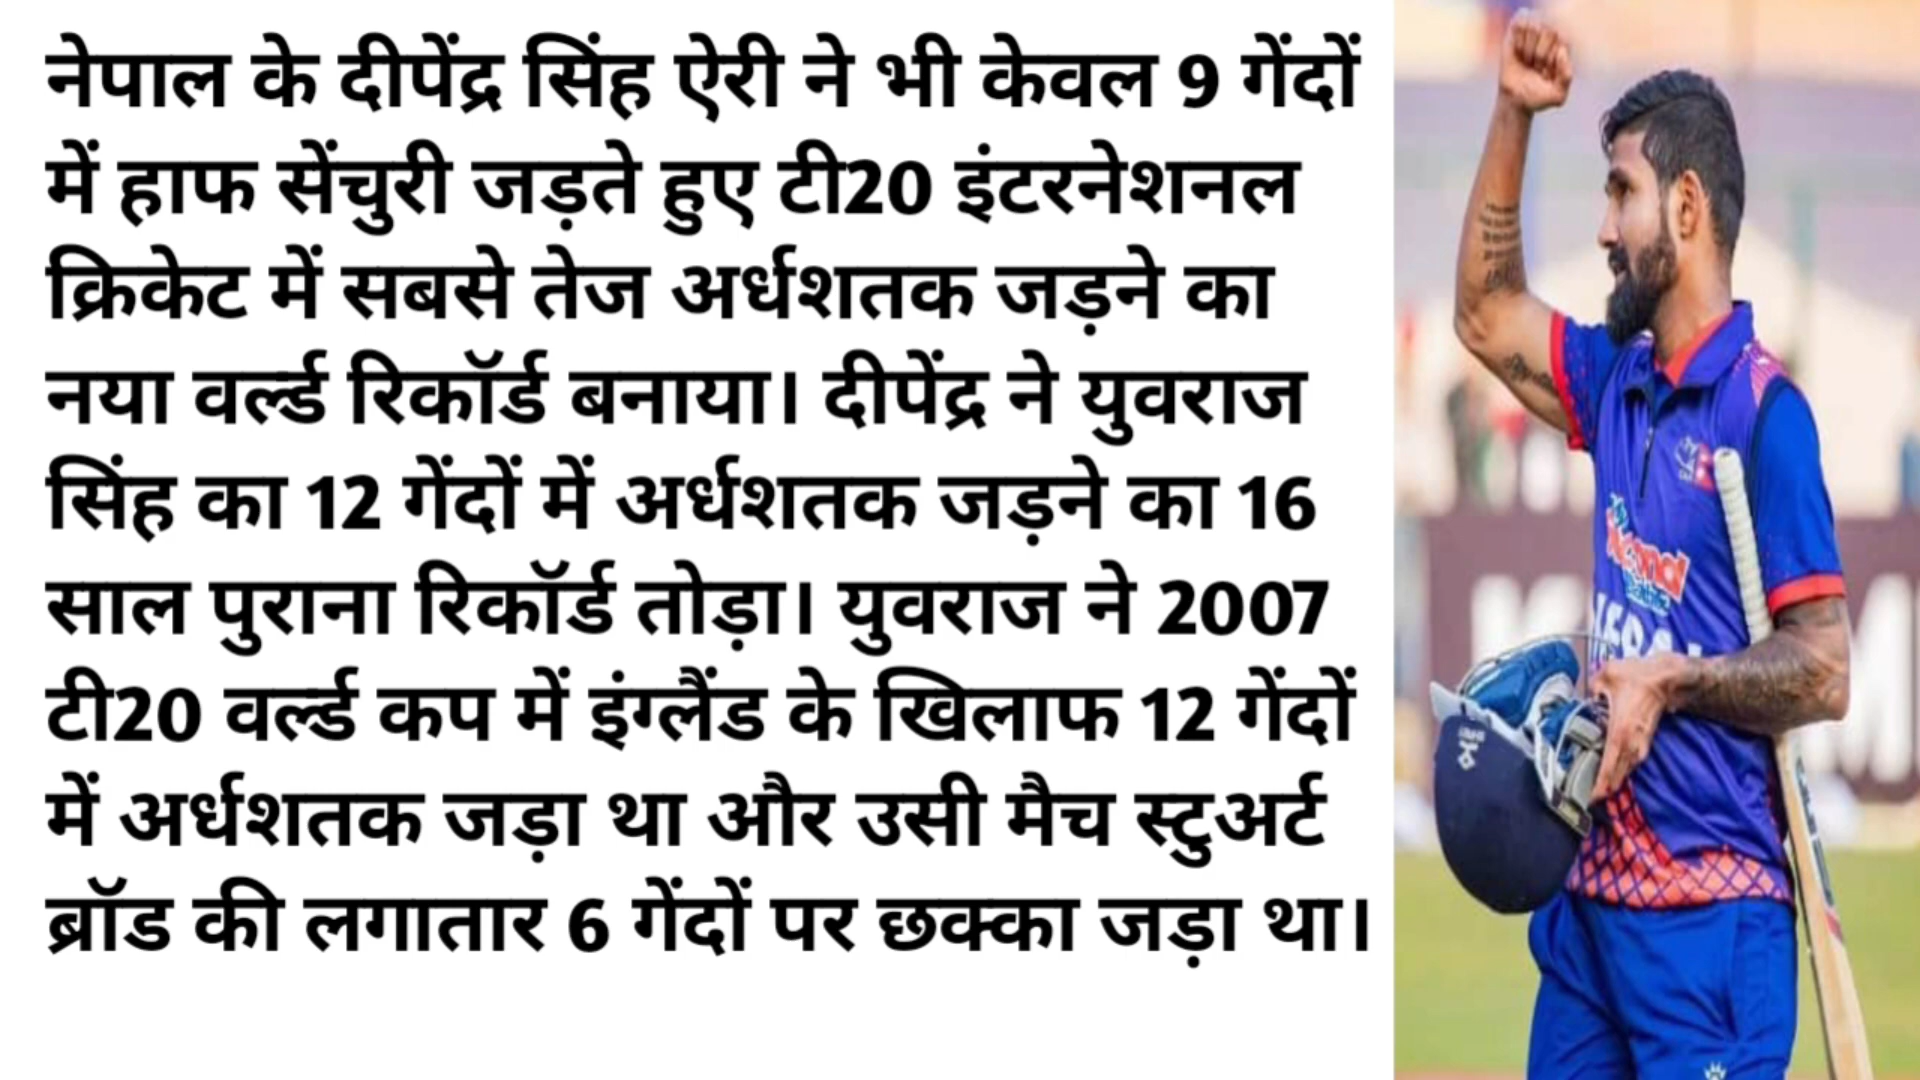 नेपाल के दीपेंद्र सिंह ऐरी ने भी केवल 9 गेंदों
में हाफ सेंचुरी जड़ते हुए टी20 इंटरनेशनल
क्रिकेट में सबसे तेज अर्धशतक जड़ने का
नया वर्ल्ड रिकॉर्ड बनाया। दीपेंद्र ने युवराज
सिंह का 12 गेंदों में अर्धशतक जड़ने का 16
साल पुराना रिकॉर्ड तोड़ा। युवराज ने 2007
टी20 वर्ल्ड कप में इंग्लैंड के खिलाफ 12 गेंदों
में अर्धशतक जड़ा था और उसी मैच स्टुअर्ट
ब्रॉड की लगातार 6 गेंदों पर छक्का जड़ा था।